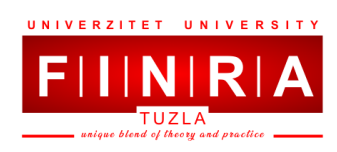 UNIVERZITET UNIVERSITY
F|I|N|R|A
TUZLA
unique blend of theory and practice